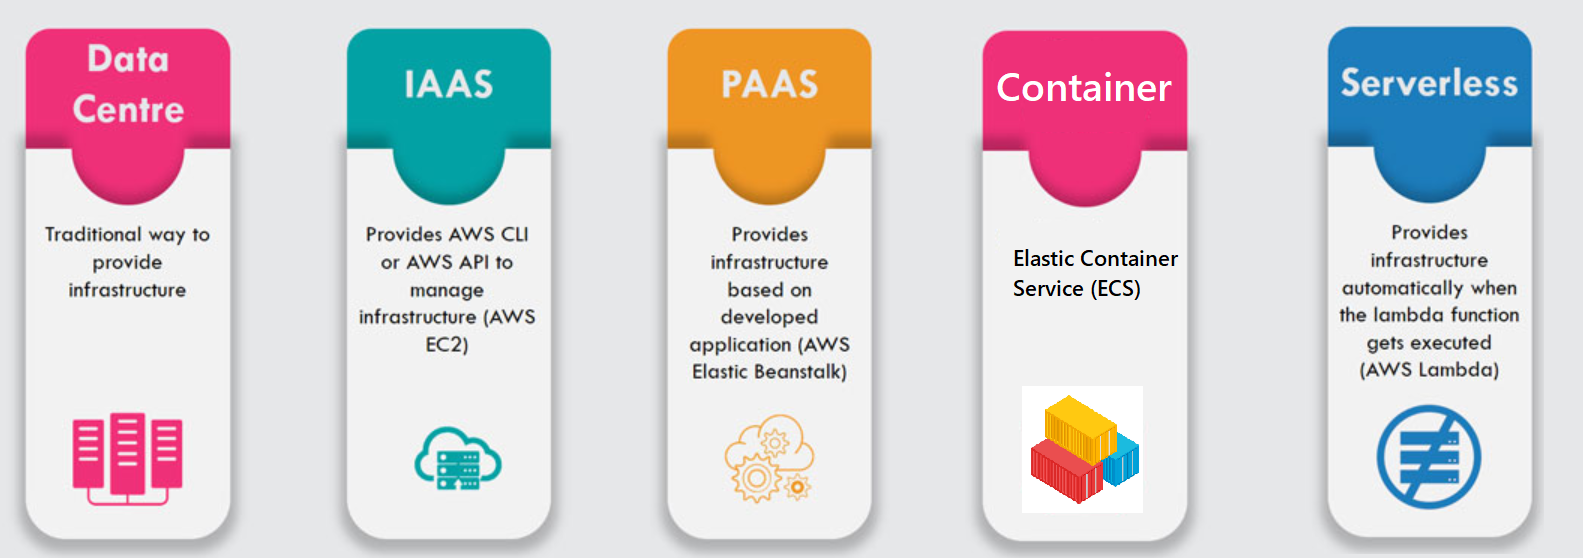 Data
Centre
Traditional way to
provide
infrastructure
IAAS
Provides AWS CLI
or AWS API to
manage
infrastructure (AWS
EC2)
PAAS
Provides
infrastructure
based on
developed
application (AWS
Elastic Beanstalk)
Container
Elastic Container
Service (ECS)
Serverless
Provides
infrastructure
automatically when
the lambda function
gets executed
(AWS Lambda)